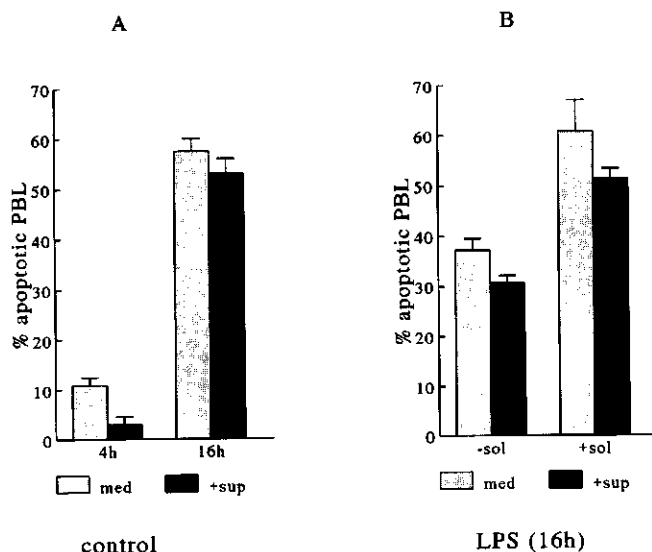 A
70
60
50
40
30
20
10
0
% apoptotic PBL
4h 16h
med +sup
control
B
70
60
50
40
30
20
10
0
% apoptotic PBL
-sol +sol
med +sup
LPS (16h)